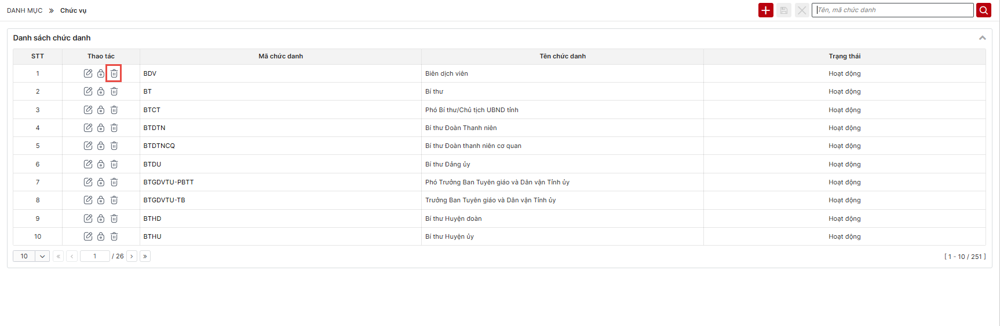 DANH MỤC » Chức vụ
Tên, mã chức danh
Danh sách chức danh
STT Thao tác Mã chức danh Tên chức danh Trạng thái
1 BDV Biên dịch viên Hoạt động
2 BT Bí thư Hoạt động
3 BTCT Phó Bí thư/Chủ tịch UBND tỉnh Hoạt động
4 BTDTN Bí thư Đoàn Thanh niên Hoạt động
5 BTDTNCQ Bí thư Đoàn thanh niên cơ quan Hoạt động
6 BTDU Bí thư Đảng ủy Hoạt động
7 BTGDVTU-PBTT Phó Trưởng Ban Tuyên giáo và Dân vận Tỉnh ủy Hoạt động
8 BTGDVTU-TB Trưởng Ban Tuyên giáo và Dân vận Tỉnh ủy Hoạt động
9 BTHD Bí thư Huyện đoàn Hoạt động
10 BTHU Bí thư Huyện ủy Hoạt động
10 « ‹ 1 / 26 › » [ 1 - 10 / 251 ]